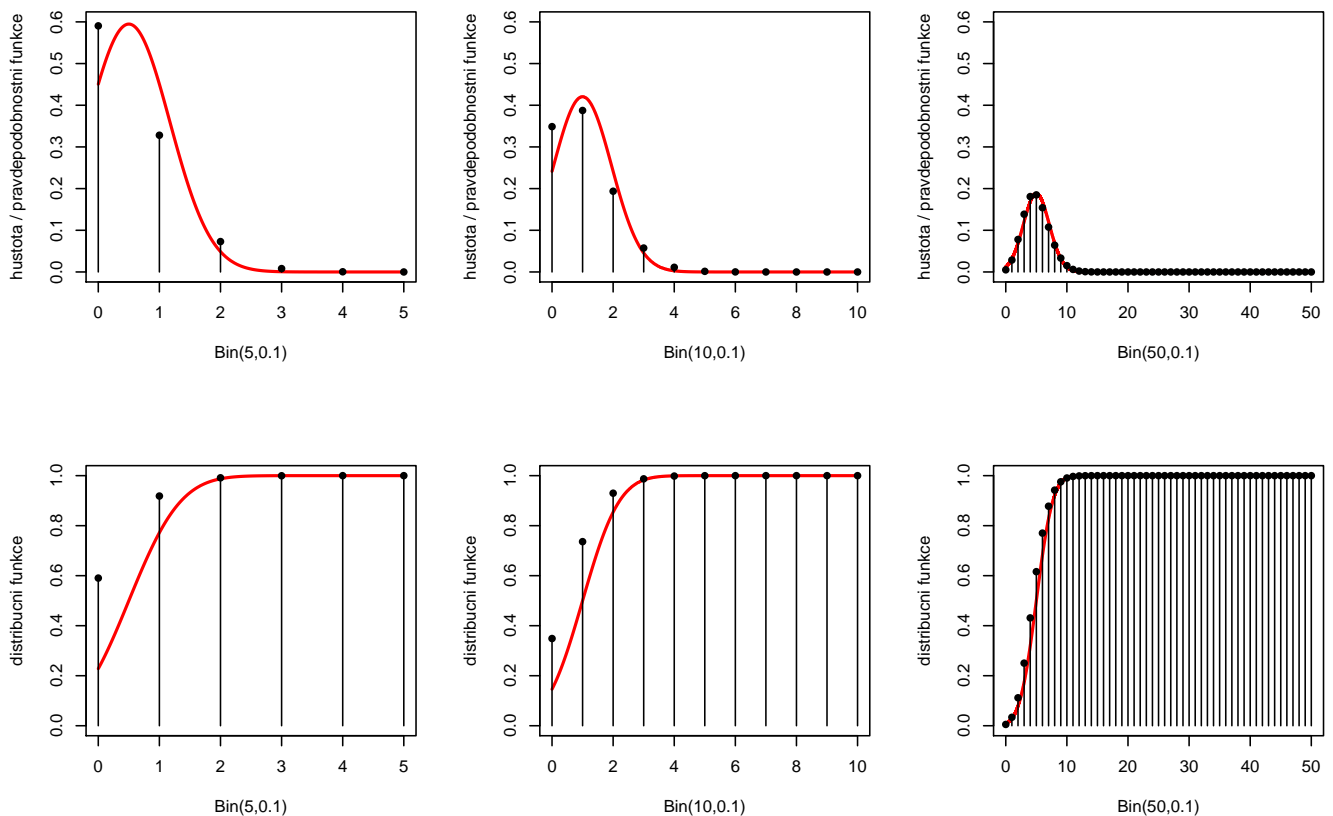 hustota / pravdepodobnostni funkce
0.0 0.1 0.2 0.3 0.4 0.5 0.6
0 1 2 3 4 5
Bin(5,0.1)
hustota / pravdepodobnostni funkce
0.0 0.1 0.2 0.3 0.4 0.5 0.6
0 2 4 6 8 10
Bin(10,0.1)
hustota / pravdepodobnostni funkce
0.0 0.1 0.2 0.3 0.4 0.5 0.6
0 10 20 30 40 50
Bin(50,0.1)
distribucni funkce
0.0 0.2 0.4 0.6 0.8 1.0
0 1 2 3 4 5
Bin(5,0.1)
distribucni funkce
0.0 0.2 0.4 0.6 0.8 1.0
0 2 4 6 8 10
Bin(10,0.1)
distribucni funkce
0.0 0.2 0.4 0.6 0.8 1.0
0 10 20 30 40 50
Bin(50,0.1)